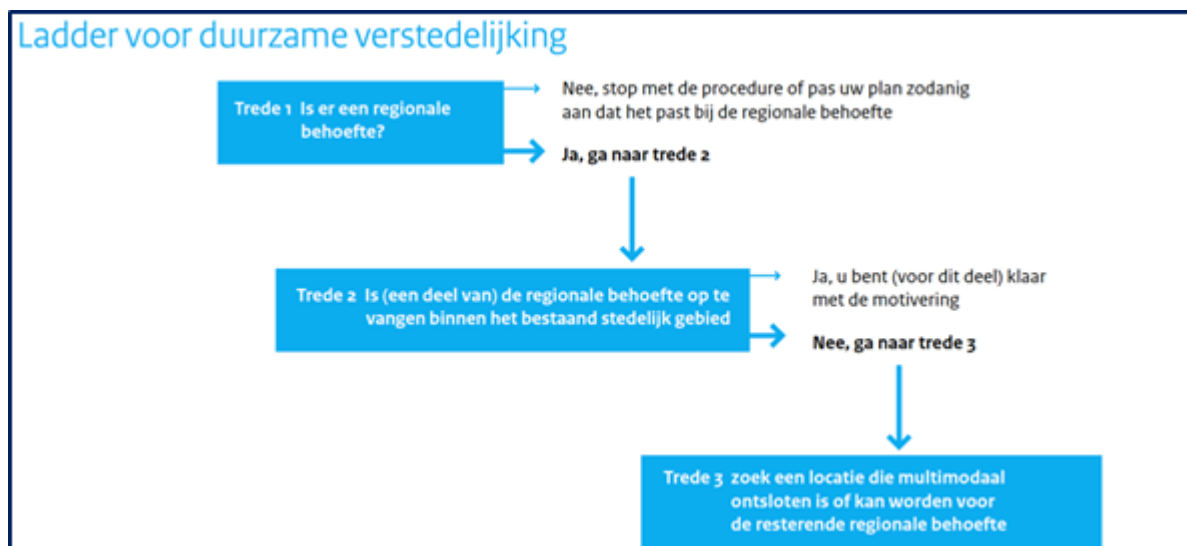 Ladder voor duurzame verstedelijking
Trede 1 Is er een regionale
behoefte?
Nee, stop met de procedure of pas uw plan zodanig
aan dat het past bij de regionale behoefte
Ja, ga naar trede 2
Trede 2 Is (een deel van) de regionale behoefte op te
vangen binnen het bestaand stedelijk gebied
Ja, u bent (voor dit deel) klaar
met de motivering
Nee, ga naar trede 3
Trede 3 zoek een locatie die multimodaal
ontsloten is of kan worden voor
de resterende regionale behoefte